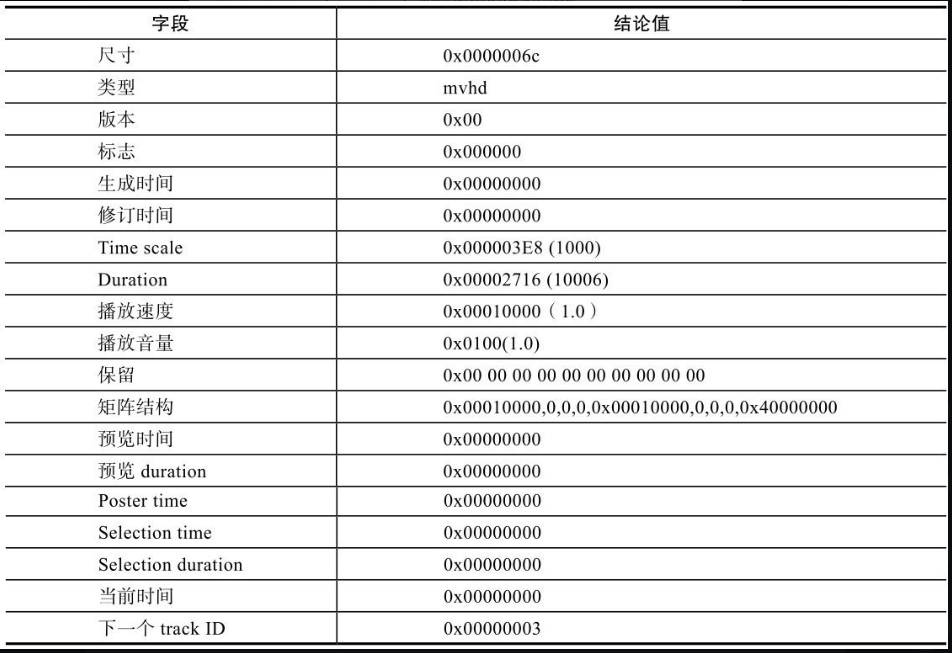 字段 结论值
尺寸 0x0000006c
类型 mvhd
版本 0x00
标志 0x000000
生成时间 0x00000000
修订时间 0x00000000
Time scale 0x000003E8 (1000)
Duration 0x00002716 (10006)
播放速度 0x00010000（1.0）
播放音量 0x0100(1.0)
保留 0x00 00 00 00 00 00 00 00 00 00
矩阵结构 0x00010000,0,0,0,0x00010000,0,0,0,0x40000000
预览时间 0x00000000
预览 duration 0x00000000
Poster time 0x00000000
Selection time 0x00000000
Selection duration 0x00000000
当前时间 0x00000000
下一个 track ID 0x00000003